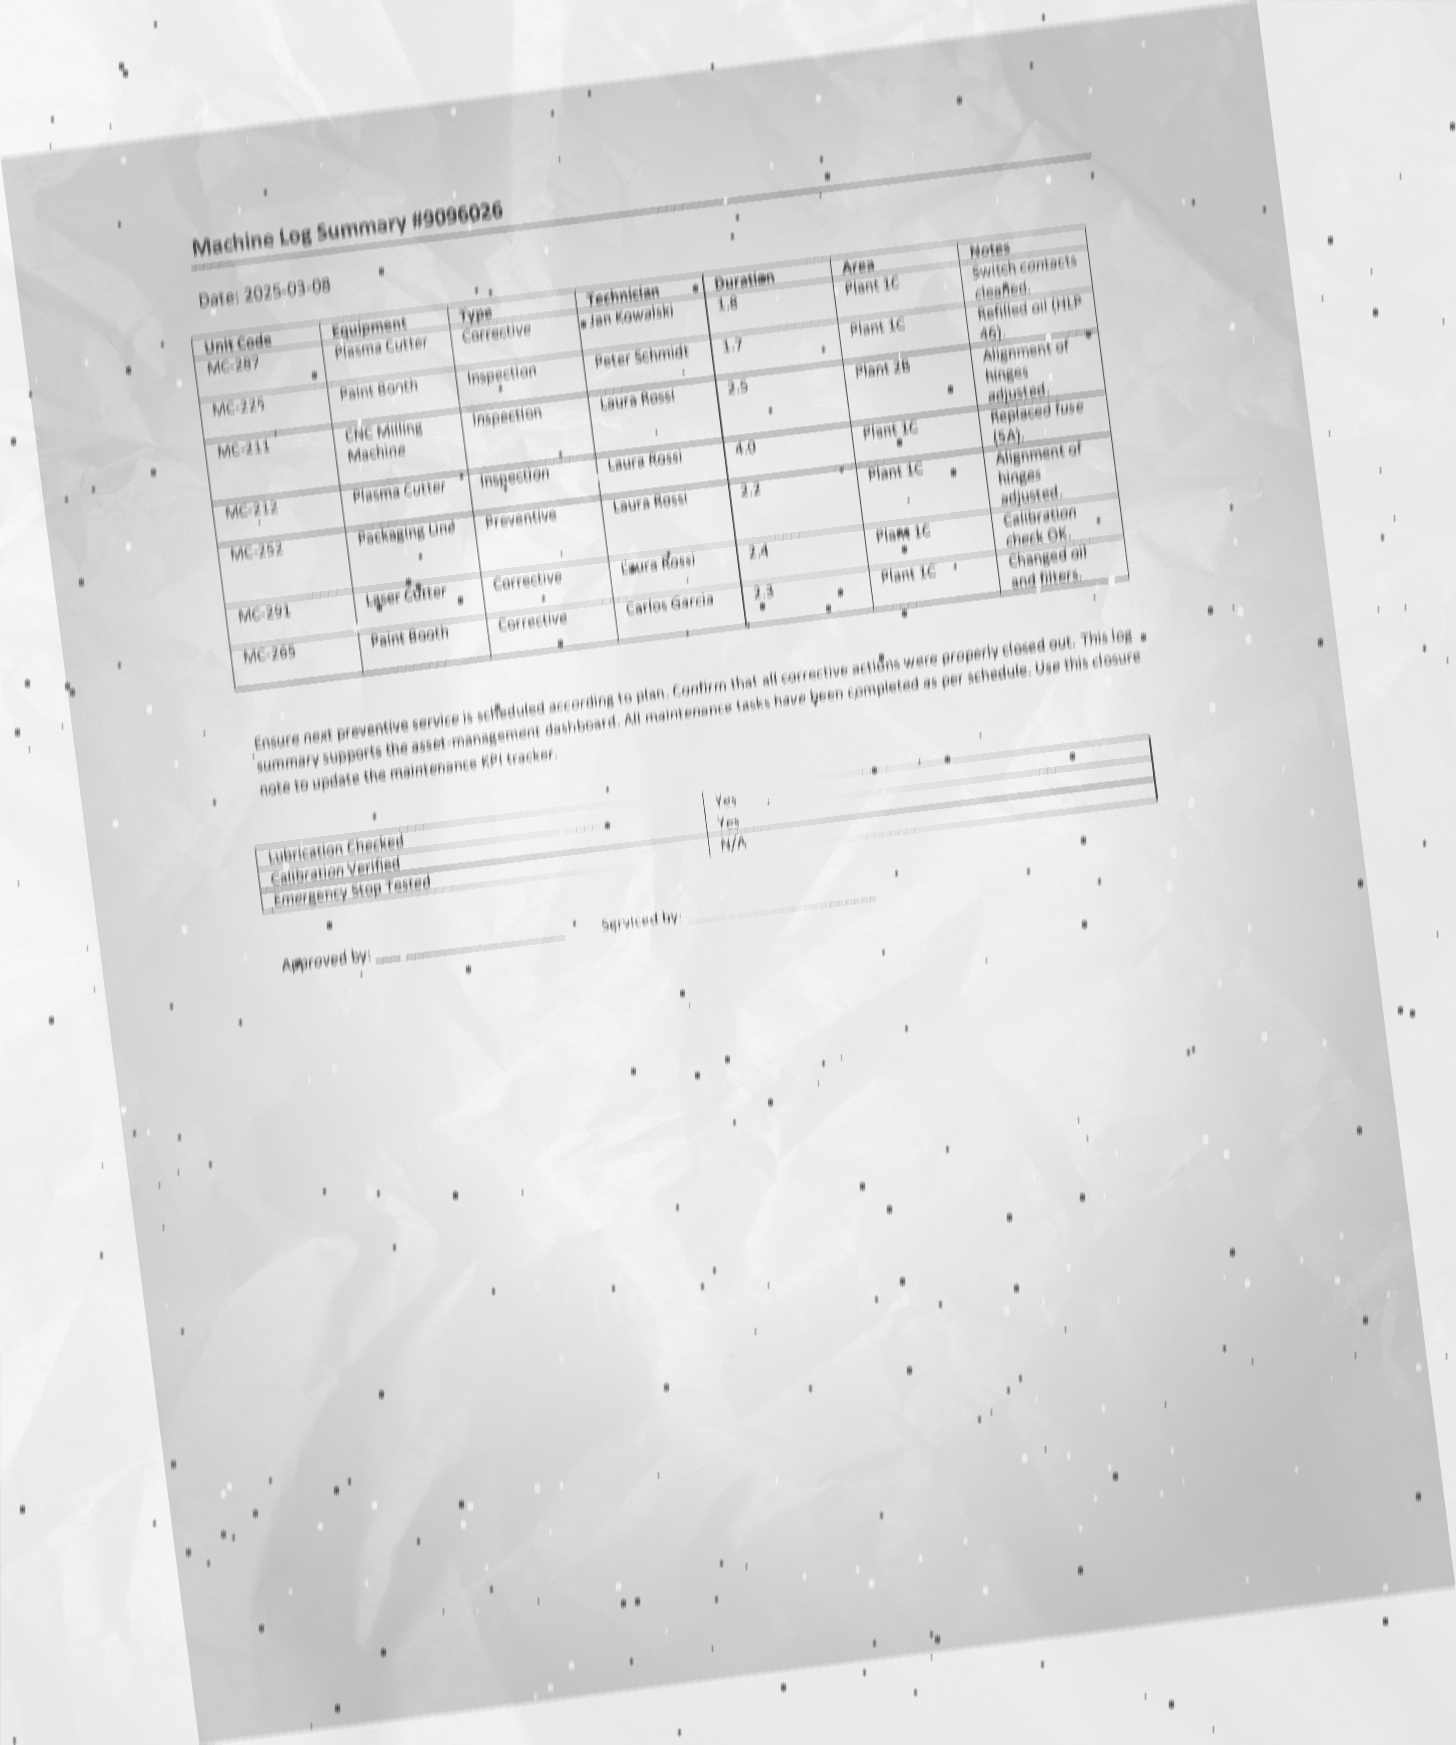 Machine Log Summary #9096026
Date: 2025-03-08
Unit Code Equipment Type Technician Duration Area Notes
MC-287 Plasma Cutter Corrective Jan Kowalski 1.8 Plant 1C Switch contacts
cleaned.
MC-225 Paint Booth Inspection Peter Schmidt 1.7 Plant 1C Refilled oil (HLP
46).
MC-211 CNC Milling Inspection Laura Rossi 2.5 Plant 2B Alignment of
Machine hinges
adjusted.
MC-212 Plasma Cutter Inspection Laura Rossi 4.0 Plant 1C Replaced fuse
(5A).
MC-252 Packaging Line Preventive Laura Rossi 2.2 Plant 1C Alignment of
hinges
adjusted.
MC-291 Laser Cutter Corrective Laura Rossi 2.4 Plant 1C Calibration
check OK.
MC-265 Paint Booth Corrective Carlos Garcia 2.3 Plant 1C Changed oil
and filters.
Ensure next preventive service is scheduled according to plan. Confirm that all corrective actions were properly closed out. This log
summary supports the asset-management dashboard. All maintenance tasks have been completed as per schedule. Use this closure
note to update the maintenance KPI tracker.
Lubrication Checked Yes
Calibration Verified Yes
Emergency Stop Tested N/A
Approved by: Serviced by: